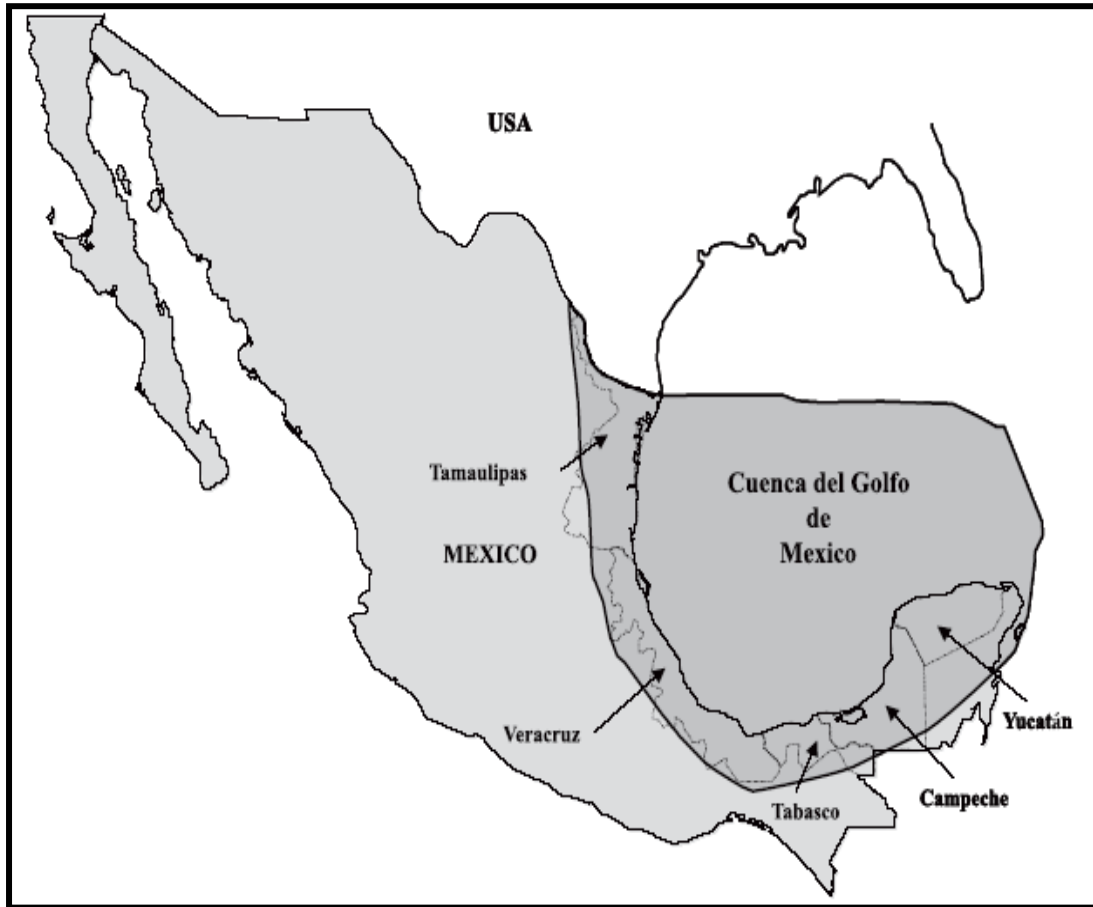 USA
Tamaulipas
Cuenca del Golfo
de
Mexico
MEXICO
Veracruz
Yucatán
Campeche
Tabasco